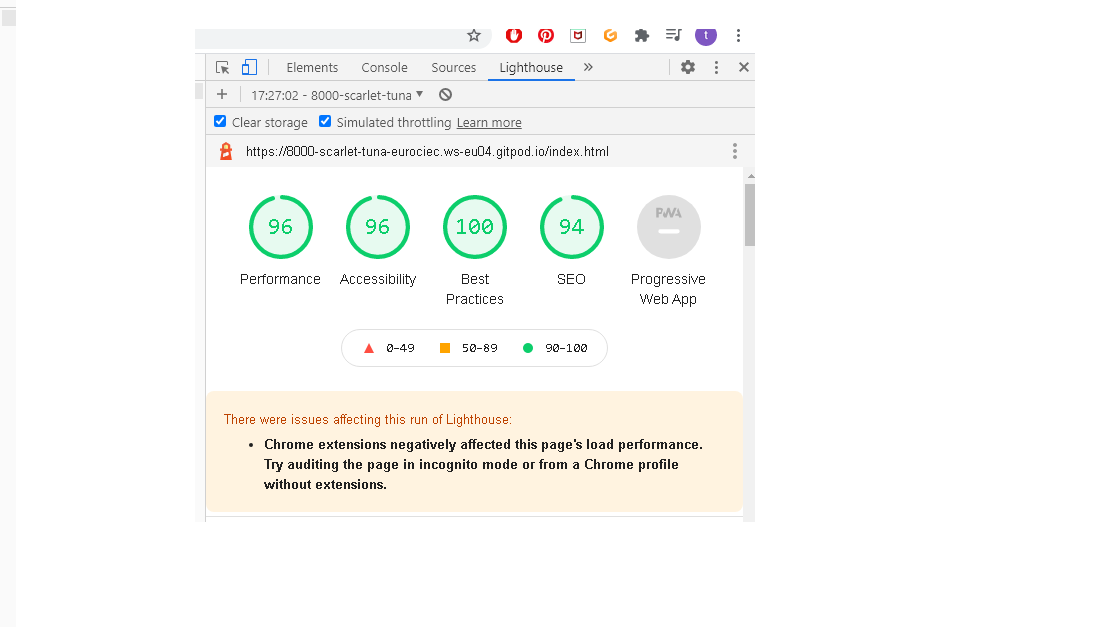 t
Elements Console Sources Lighthouse »
+ 17:27:02 - 8000-scarlet-tuna ▼
Clear storage Simulated throttling Learn more
https://8000-scarlet-tuna-eurociec.ws-eu04.gitpod.io/index.html
96 96 100 94 PWA
Performance Accessibility Best Practices SEO Progressive Web App
0–49 50–89 90–100
There were issues affecting this run of Lighthouse:
• Chrome extensions negatively affected this page's load performance.
Try auditing the page in incognito mode or from a Chrome profile
without extensions.